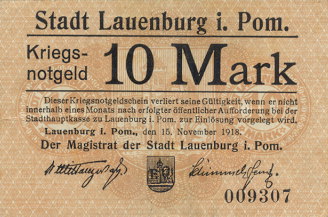 Stadt Lauenburg i. Pom.
Kriegs-
notgeld
10 Mark
Dieser Kriegsnotgeldschein verliert seine Gültigkeit, wenn er nicht
innerhalb eines Monats nach erfolgter öffentlicher Aufforderung bei der
Stadthauptkasse zu Lauenburg i. Pom. zur Einlösung vorgelegt wird.
Lauenburg i. Pom., den 15. November 1918.
Der Magistrat der Stadt Lauenburg i. Pom.
009307